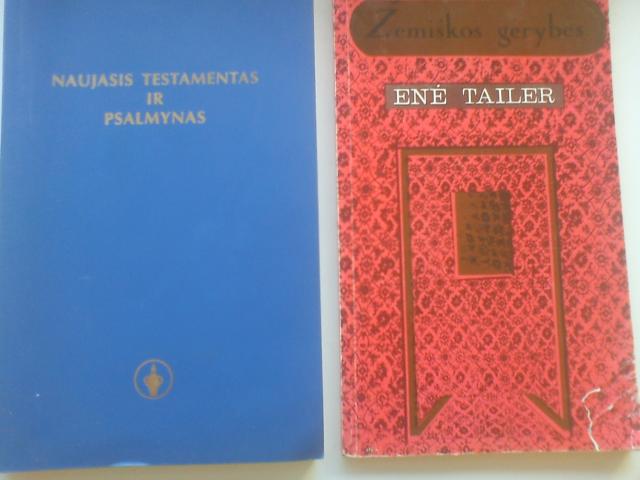 NAUJASIS TESTAMENTAS
IR
PSALMYNAS
Žemiškos gerybės
ENĖ TAILER